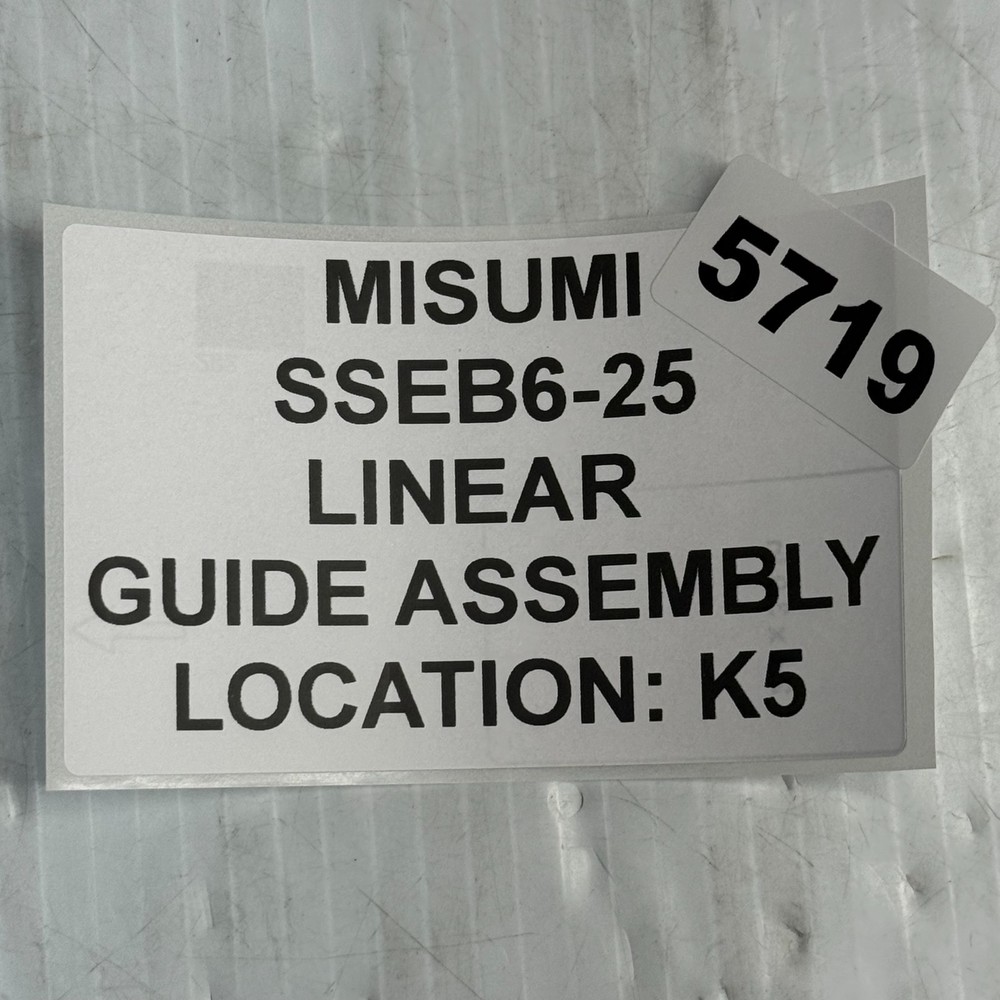 MISUMI
5719
SSEB6-25
LINEAR
GUIDE ASSEMBLY
LOCATION: K5